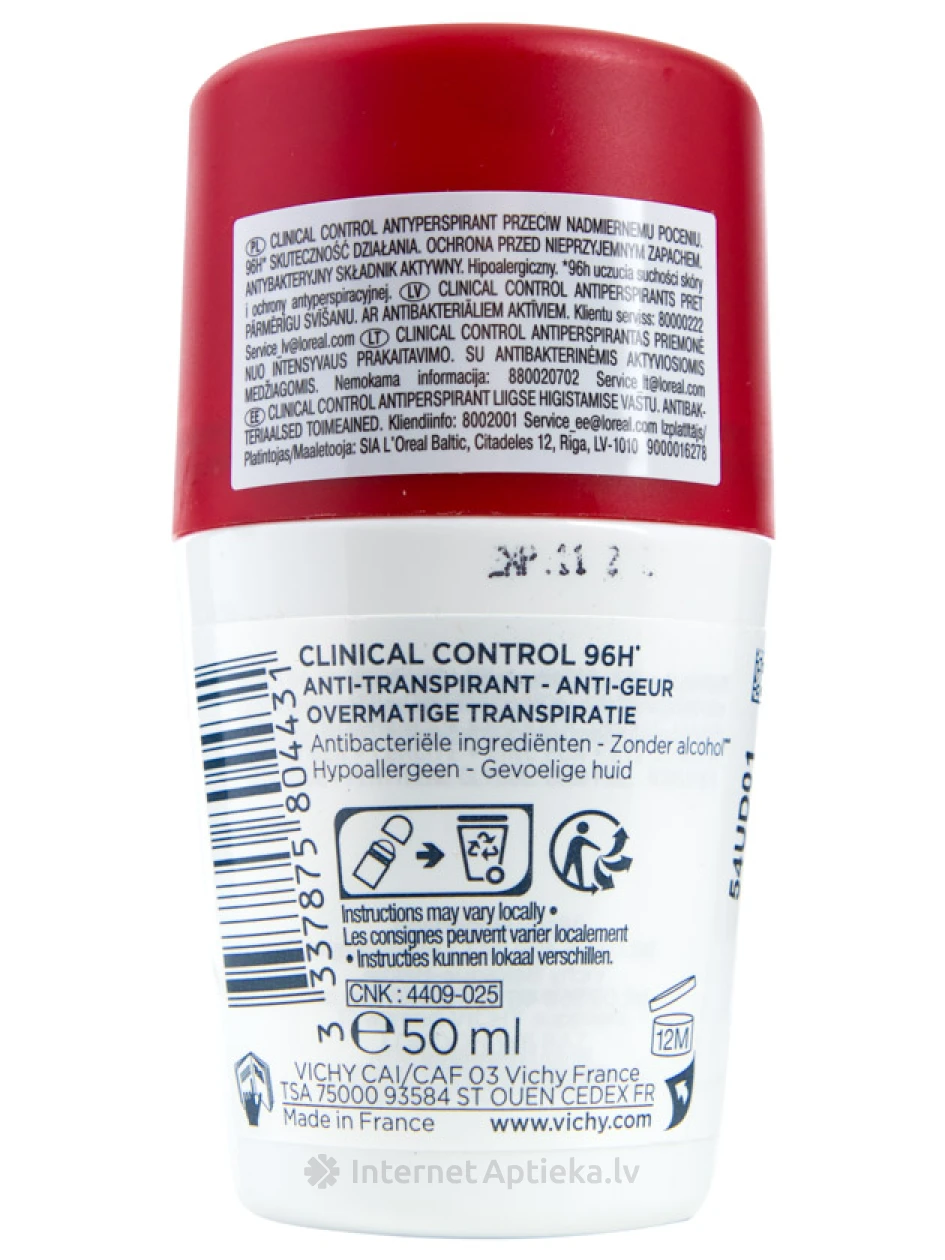 PL CLINICAL CONTROL ANTYPERSPIRANT PRZECIW NADMIERNEMU POCENIU.
96H* SKUTECZNOŚĆ DZIAŁANIA. OCHRONA PRZED NIEPRZYJEMNYM ZAPACHEM.
ANTYBAKTERYJNY SKŁADNIK AKTYWNY. Hipoalergiczny. *96h uczucia suchości skóry
i ochrony antyperspiracyjnej. LV CLINICAL CONTROL ANTIPERSPIRANTS PRET
PĀRMĒRĪGU SVĪŠANU. AR ANTIBAKTERIĀLIEM AKTĪVIEM. Klientu serviss: 80000222
Service_lv@loreal.com LT CLINICAL CONTROL ANTIPERSPIRANTAS PRIEMONĖ
NUO INTENSYVAUS PRAKAITAVIMO. SU ANTIBAKTERINĖMIS AKTYVIOSIOMIS
MEDŽIAGOMIS. Nemokama informacija: 880020702 Service_lt@loreal.com
EE CLINICAL CONTROL ANTIPERSPIRANT LIIGSE HIGISTAMISE VASTU. ANTIBAK-
TERIAALSED TOIMEAINED. Kliendiinfo: 8002001 Service_ee@loreal.com Izplatītājs/
Platintojas/Maaletooja: SIA L'Oreal Baltic, Citadeles 12, Riga, LV-1010 9000016278
EXP.11 2
CLINICAL CONTROL 96H*
ANTI-TRANSPIRANT - ANTI-GEUR
OVERMATIGE TRANSPIRATIE
Antibacteriële ingrediënten - Zonder alcohol**
Hypoallergeen - Gevoelige huid
3 337875 804431
54UD01
Instructions may vary locally •
Les consignes peuvent varier localement
• Instructies kunnen lokaal verschillen.
CNK : 4409-025
e 50 ml
12M
VICHY CAI/CAF 03 Vichy France
TSA 75000 93584 ST OUEN CEDEX FR
Made in France www.vichy.com
Internet Aptieka.lv